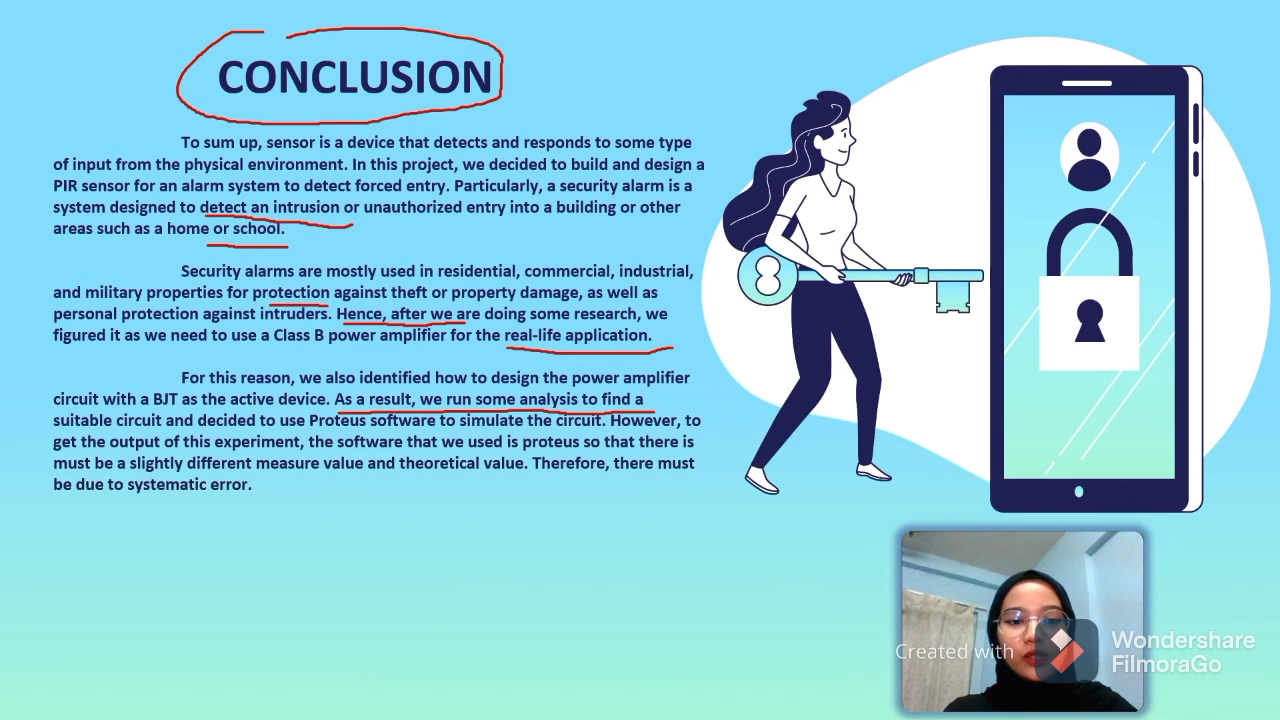 CONCLUSION
To sum up, sensor is a device that detects and responds to some type
of input from the physical environment. In this project, we decided to build and design a
PIR sensor for an alarm system to detect forced entry. Particularly, a security alarm is a
system designed to detect an intrusion or unauthorized entry into a building or other
areas such as a home or school.
Security alarms are mostly used in residential, commercial, industrial,
and military properties for protection against theft or property damage, as well as
personal protection against intruders. Hence, after we are doing some research, we
figured it as we need to use a Class B power amplifier for the real-life application.
For this reason, we also identified how to design the power amplifier
circuit with a BJT as the active device. As a result, we run some analysis to find a
suitable circuit and decided to use Proteus software to simulate the circuit. However, to
get the output of this experiment, the software that we used is proteus so that there is
must be a slightly different measure value and theoretical value. Therefore, there must
be due to systematic error.
Created with
Wondershare
FilmoraGo